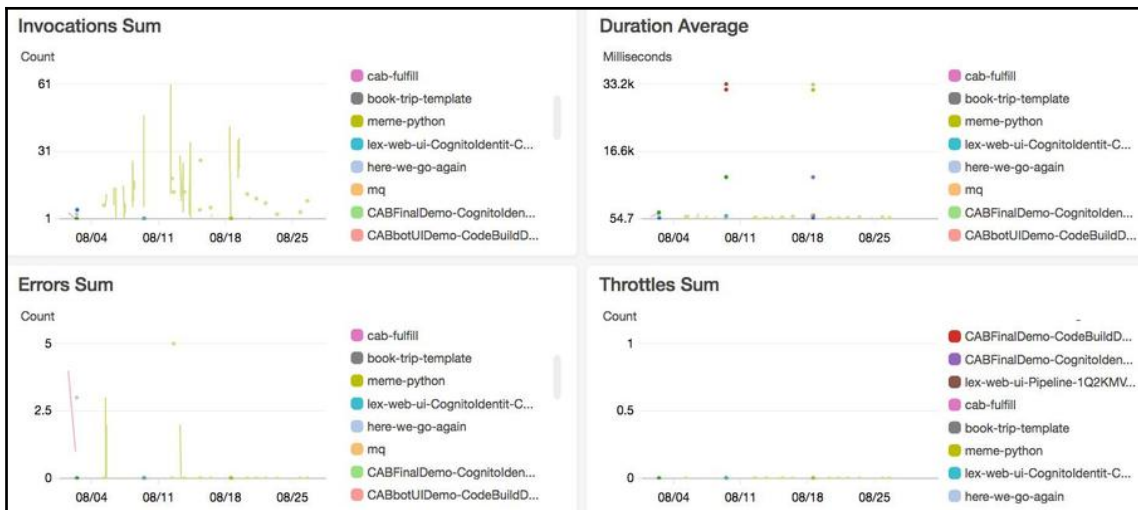 Invocations Sum
Count
61
31
1
08/04 08/11 08/18 08/25
cab-fulfill
book-trip-template
meme-python
lex-web-ui-CognitoIdentit-C...
here-we-go-again
mq
CABFinalDemo-CognitoIden...
CABbotUIDemo-CodeBuildD...
Duration Average
Milliseconds
33.2k
16.6k
54.7
08/04 08/11 08/18 08/25
cab-fulfill
book-trip-template
meme-python
lex-web-ui-CognitoIdentit-C...
here-we-go-again
mq
CABFinalDemo-CognitoIden...
CABbotUIDemo-CodeBuildD...
Errors Sum
Count
5
2.5
0
08/04 08/11 08/18 08/25
cab-fulfill
book-trip-template
meme-python
lex-web-ui-CognitoIdentit-C...
here-we-go-again
mq
CABFinalDemo-CognitoIden...
CABbotUIDemo-CodeBuildD...
Throttles Sum
Count
1
0.5
0
08/04 08/11 08/18 08/25
CABFinalDemo-CodeBuildD...
CABFinalDemo-CognitoIden...
lex-web-ui-Pipeline-1Q2KMV...
cab-fulfill
book-trip-template
meme-python
lex-web-ui-CognitoIdentit-C...
here-we-go-again